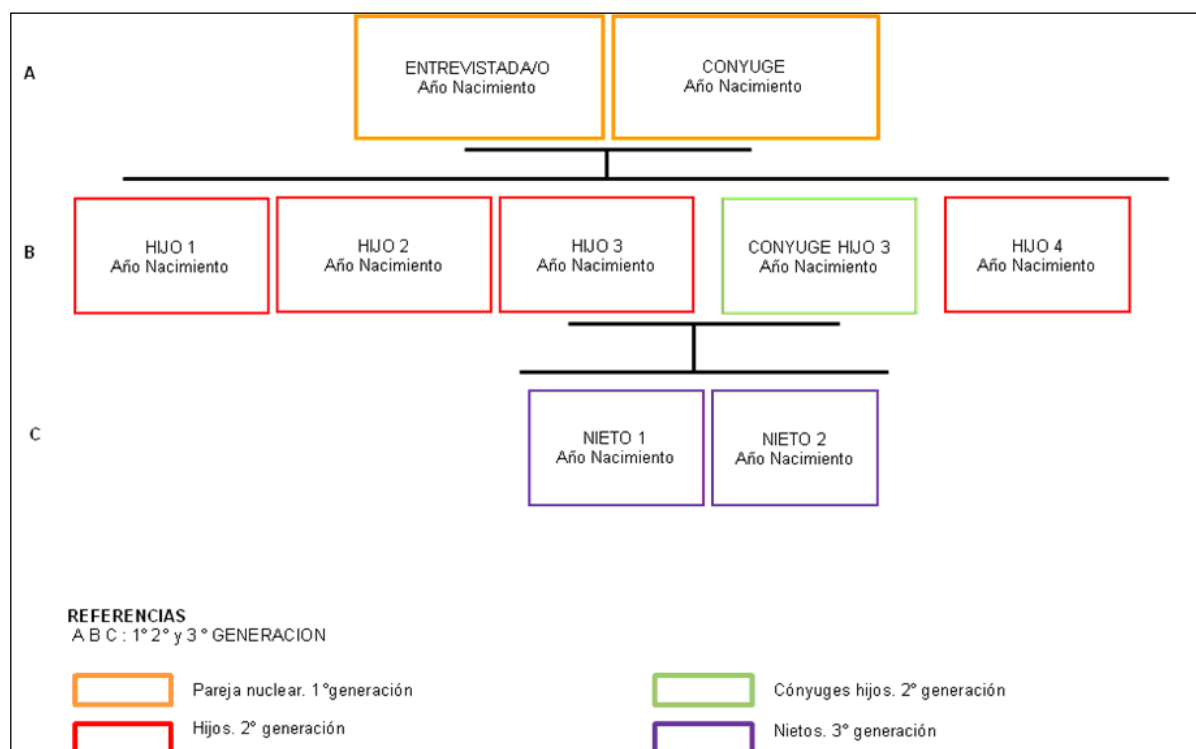 A
ENTREVISTADA/O
Año Nacimiento
CONYUGE
Año Nacimiento
B
HIJO 1
Año Nacimiento
HIJO 2
Año Nacimiento
HIJO 3
Año Nacimiento
CONYUGE HIJO 3
Año Nacimiento
HIJO 4
Año Nacimiento
C
NIETO 1
Año Nacimiento
NIETO 2
Año Nacimiento
REFERENCIAS
A B C : 1° 2° y 3 ° GENERACION
Pareja nuclear. 1°generación
Cónyuges hijos. 2° generación
Hijos. 2° generación
Nietos. 3° generación